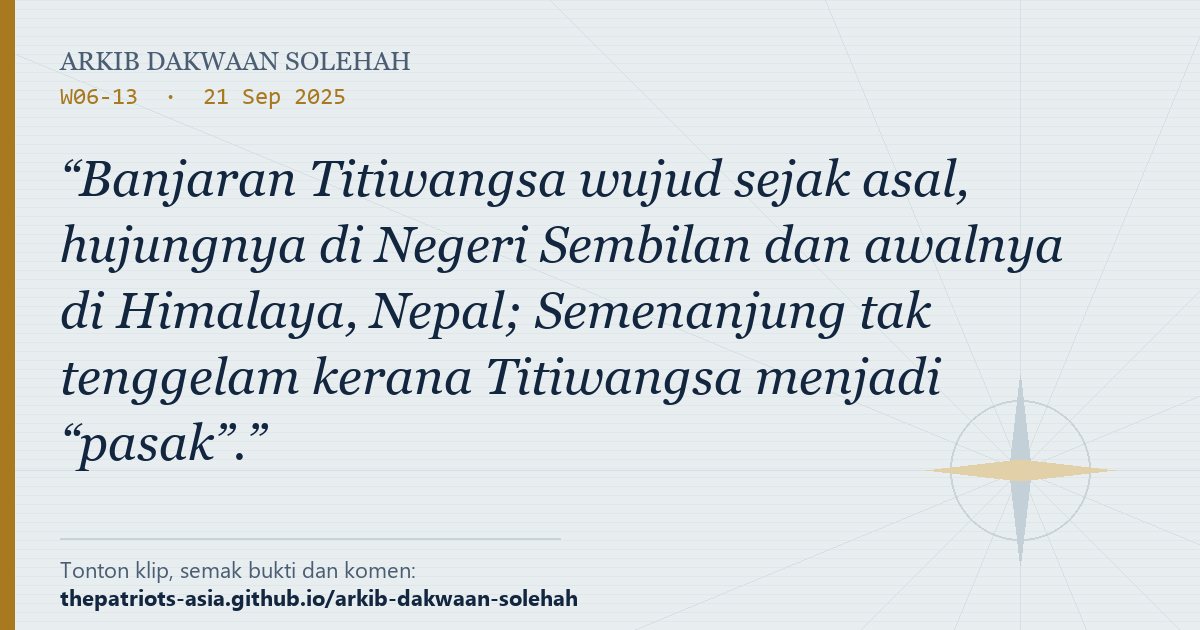 ARKIB DAKWAAN SOLEHAH
W06-13 · 21 Sep 2025
“Banjaran Titiwangsa wujud sejak asal,
hujungnya di Negeri Sembilan dan awalnya
di Himalaya, Nepal; Semenanjung tak
tenggelam kerana Titiwangsa menjadi
“pasak”.”
Tonton klip, semak bukti dan komen:
thepatriots-asia.github.io/arkib-dakwaan-solehah